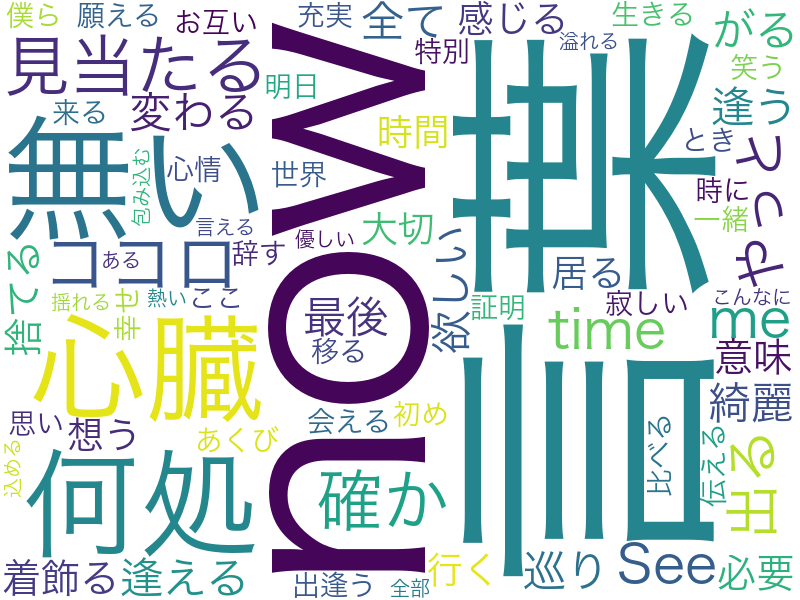 僕ら
願える
お互い
充実
全て
感じる
生きる
がる
特別
溢れる
笑う
見当たる
変わる
明日
来る
時間
逢う
now
言葉
無い
心情
包み込む
世界
とき
やっと
時に
一緒
言える
優しい
大切
欲しい
ココロ
ある
辞す
居る
捨てる
揺れる
幸せ
熱い
ここ
最後
移る
証明
寂しい
こんなに
time
me
意味
心臓
綺麗
思い
想う
あくび
会える
初め
比べる
伝える
出る
込める
何処
確か
着飾る
逢える
出逢う
全部
行く
巡り
See
必要